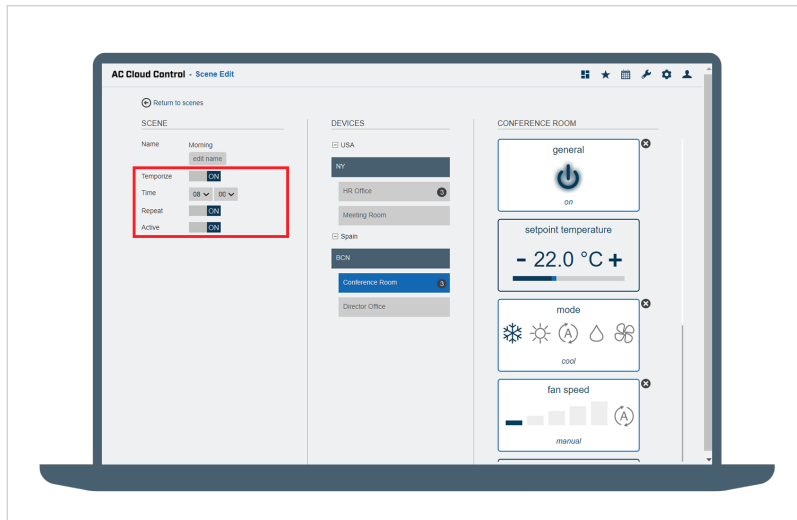 AC Cloud Control - Scene Edit
Return to scenes
SCENE
Name Morning
edit name
Temporize ON
Time 08 00
Repeat ON
Active ON
DEVICES
USA
NY
HR Office 3
Meeting Room
Spain
BCN
Conference Room 3
Director Office
CONFERENCE ROOM
general
on
setpoint temperature
- 22.0 °C +
mode
A
cool
fan speed
A
manual